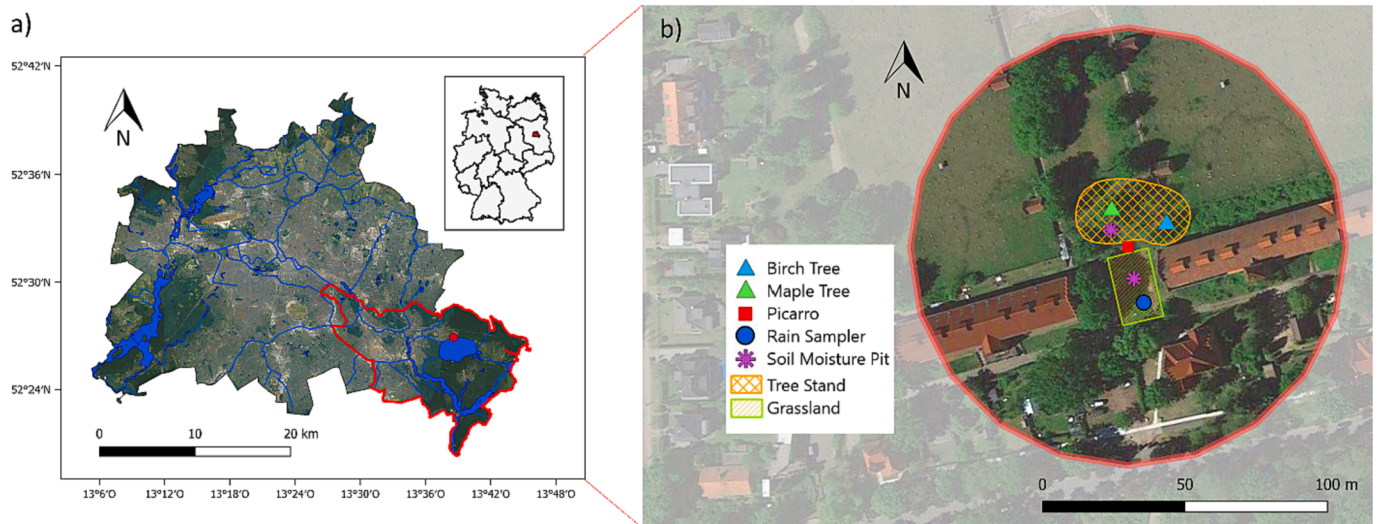 a)
52°42′N
52°36′N
52°30′N
52°24′N
N
0 10 20 km
13°6′O 13°12′O 13°18′O 13°24′O 13°30′O 13°36′O 13°42′O 13°48′O
b)
N
Birch Tree
Maple Tree
Picarro
Rain Sampler
Soil Moisture Pit
Tree Stand
Grassland
0 50 100 m